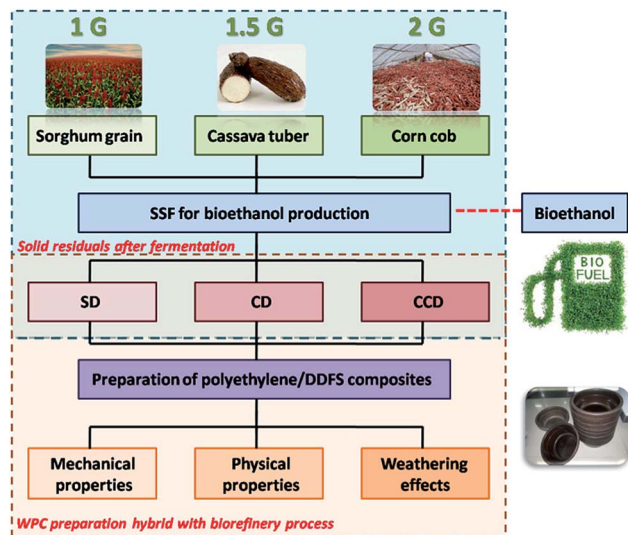 1 G
1.5 G
2 G
Sorghum grain
Cassava tuber
Corn cob
SSF for bioethanol production
Bioethanol
Solid residuals after fermentation
BIO
FUEL
SD
CD
CCD
Preparation of polyethylene/DDFS composites
Mechanical
properties
Physical
properties
Weathering
effects
WPC preparation hybrid with biorefinery process